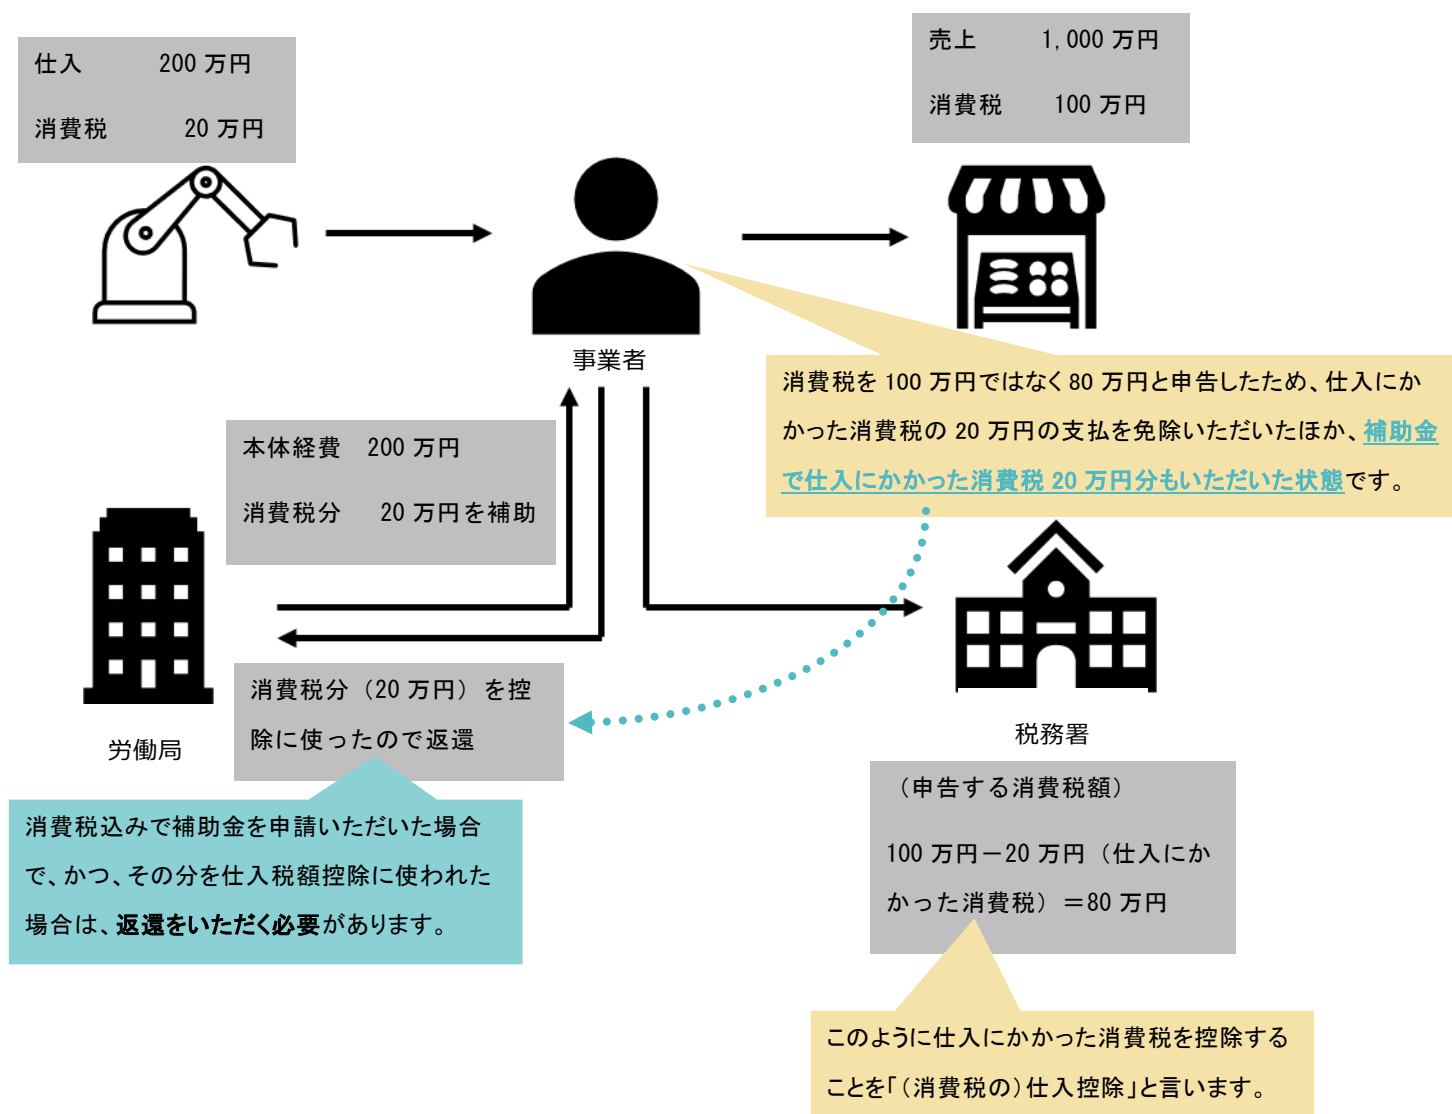 仕入 200 万円
消費税 20 万円
売上 1,000 万円
消費税 100 万円
事業者
消費税を 100 万円ではなく 80 万円と申告したため、仕入にか
かった消費税の 20 万円の支払を免除いただいたほか、補助金
で仕入にかかった消費税 20 万円分もいただいた状態です。
本体経費 200 万円
消費税分 20 万円を補助
労働局
消費税分（20 万円）を控
除に使ったので返還
消費税込みで補助金を申請いただいた場合
で、かつ、その分を仕入税額控除に使われた
場合は、返還をいただく必要があります。
税務署
（申告する消費税額）
100 万円－20 万円（仕入にか
かった消費税）＝80 万円
このように仕入にかかった消費税を控除する
ことを「（消費税の）仕入控除」と言います。